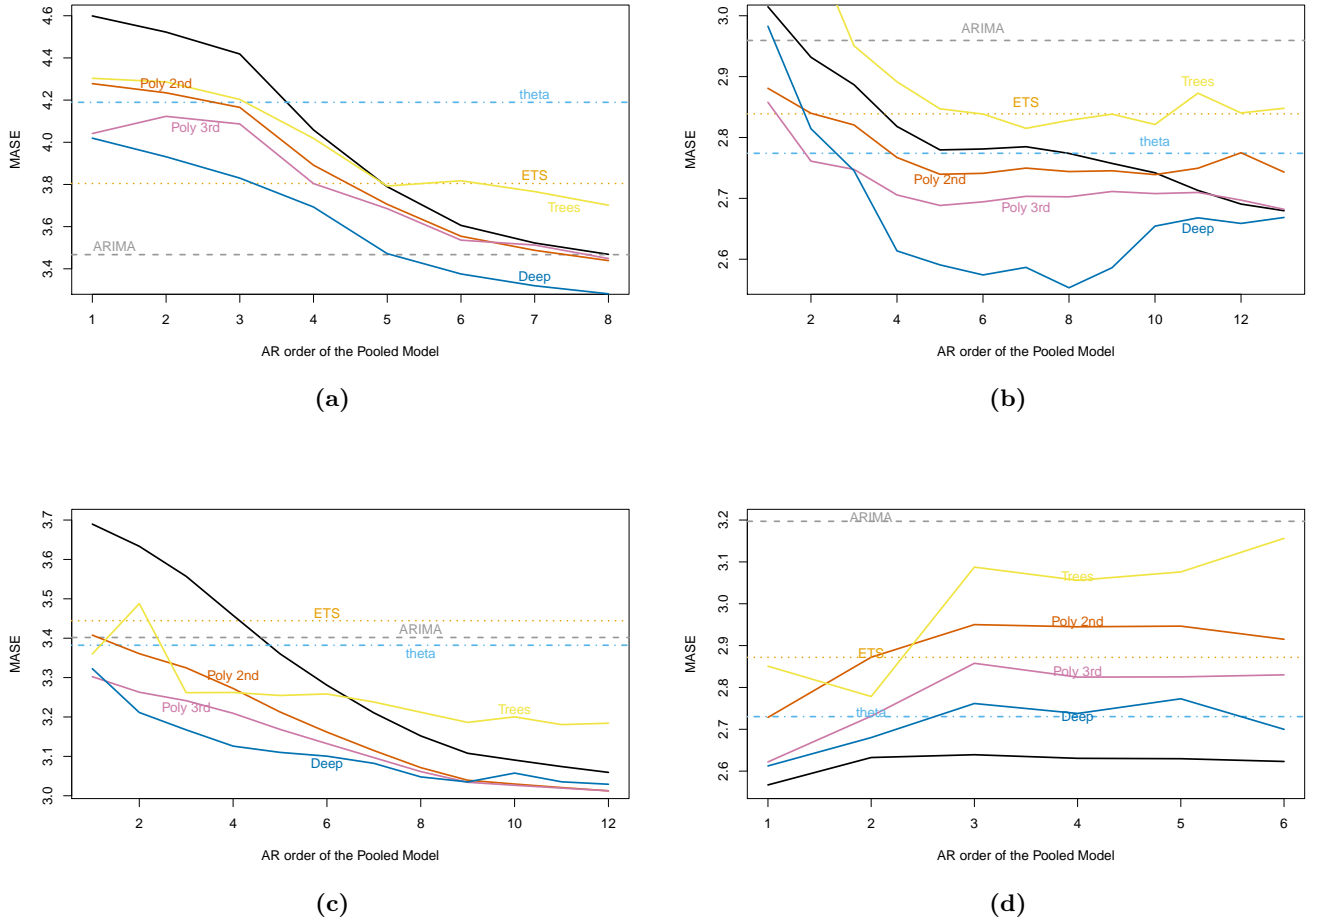 4.6
4.4
4.2
4.0
3.8
3.6
3.4
MASE
Poly 2nd
theta
Poly 3rd
ETS
Trees
ARIMA
Deep
1 2 3 4 5 6 7 8
AR order of the Pooled Model
(a)
3.0
2.9
2.8
2.7
2.6
MASE
ARIMA
Trees
ETS
theta
Poly 2nd
Poly 3rd
Deep
2 4 6 8 10 12
AR order of the Pooled Model
(b)
3.7
3.6
3.5
3.4
3.3
3.2
3.1
3.0
MASE
ETS
ARIMA
theta
Poly 2nd
Poly 3rd
Trees
Deep
2 4 6 8 10 12
AR order of the Pooled Model
(c)
3.2
3.1
3.0
2.9
2.8
2.7
2.6
MASE
ARIMA
Trees
Poly 2nd
ETS
Poly 3rd
theta
Deep
1 2 3 4 5 6
AR order of the Pooled Model
(d)